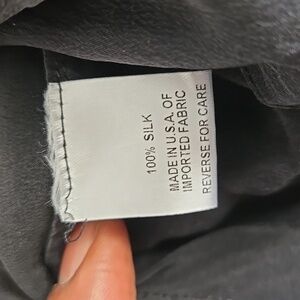 100% SILK
MADE IN U.S.A. OF
IMPORTED FABRIC
REVERSE FOR CARE